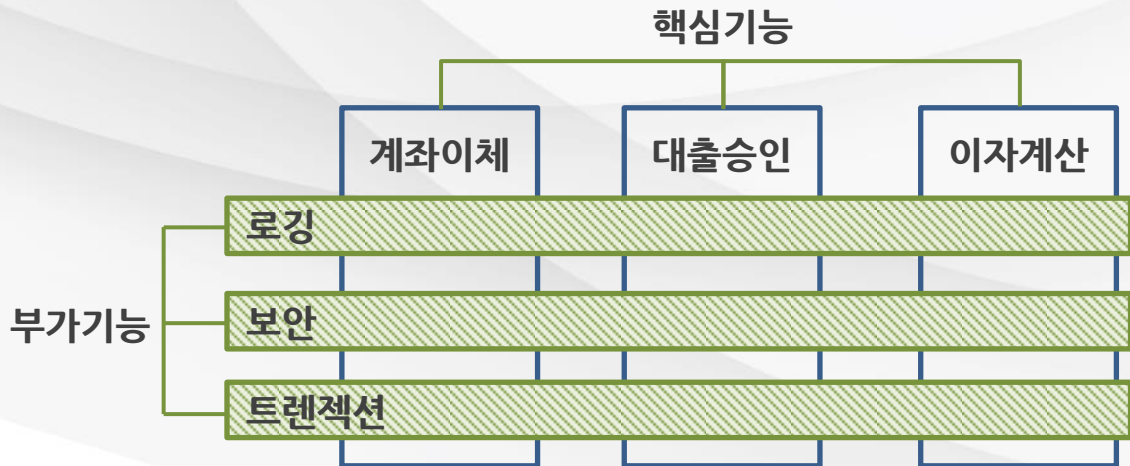 핵심기능
계좌이체 대출승인 이자계산
로깅
부가기능
보안
트렌젝션